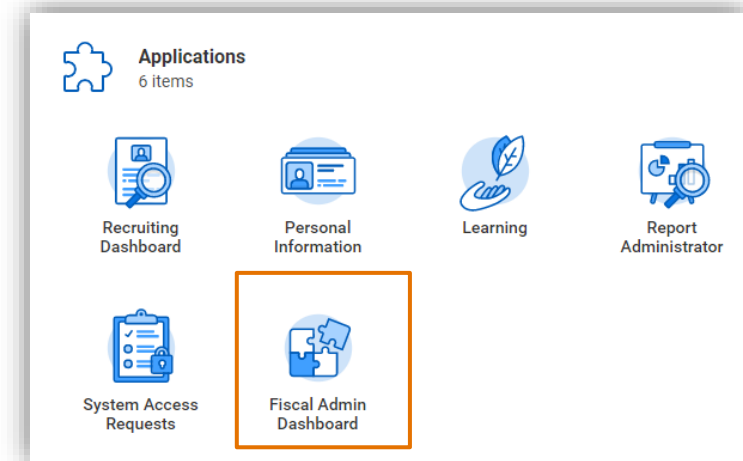 Applications
6 items
Recruiting
Dashboard
Personal
Information
Learning
Report
Administrator
System Access
Requests
Fiscal Admin
Dashboard